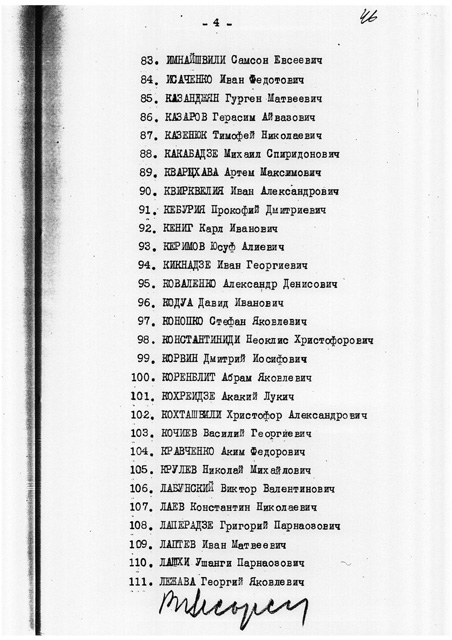 - 4 -
46
83. ИМНАЙШВИЛИ Самсон Евсеевич
84. ИСАЧЕНКО Иван Федотович
85. КАЗАНДЖЯН Гурген Матвеевич
86. КАЗАРОВ Герасим Айвазович
87. КАЗЕНЮК Тимофей Николаевич
88. КАКАБАДЗЕ Михаил Спиридонович
89. КВАРЦХАВА Артем Максимович
90. КВИРКВЕЛИЯ Иван Александрович
91. КЕБУРИЯ Прокофий Дмитриевич
92. КЕНИГ Карл Иванович
93. КЕРИМОВ Юсуф Алиевич
94. КИКНАДЗЕ Иван Георгиевич
95. КОВАЛЕНКО Александр Денисович
96. КОДУА Давид Иванович
97. КОНОПКО Стефан Яковлевич
98. КОНСТАНТИНИДИ Неоклис Христофорович
99. КОРВИН Дмитрий Иосифович
100. КОРЕНБЛИТ Абрам Яковлевич
101. КОХРЕИДЗЕ Акакий Лукич
102. КОХТАШВИЛИ Христофор Александрович
103. КОЧИЕВ Василий Георгиевич
104. КРАВЧЕНКО Аким Федорович
105. КРУЛЕВ Николай Михайлович
106. ЛАБУНСКИЙ Виктор Валентинович
107. ЛАЕВ Константин Николаевич
108. ЛАПЕРАДЗЕ Григорий Парнаозович
109. ЛАПТЕВ Иван Матвеевич
110. ЛАШХИ Ушанги Парнаозович
111. ЛЕЖАВА Георгий Яковлевич